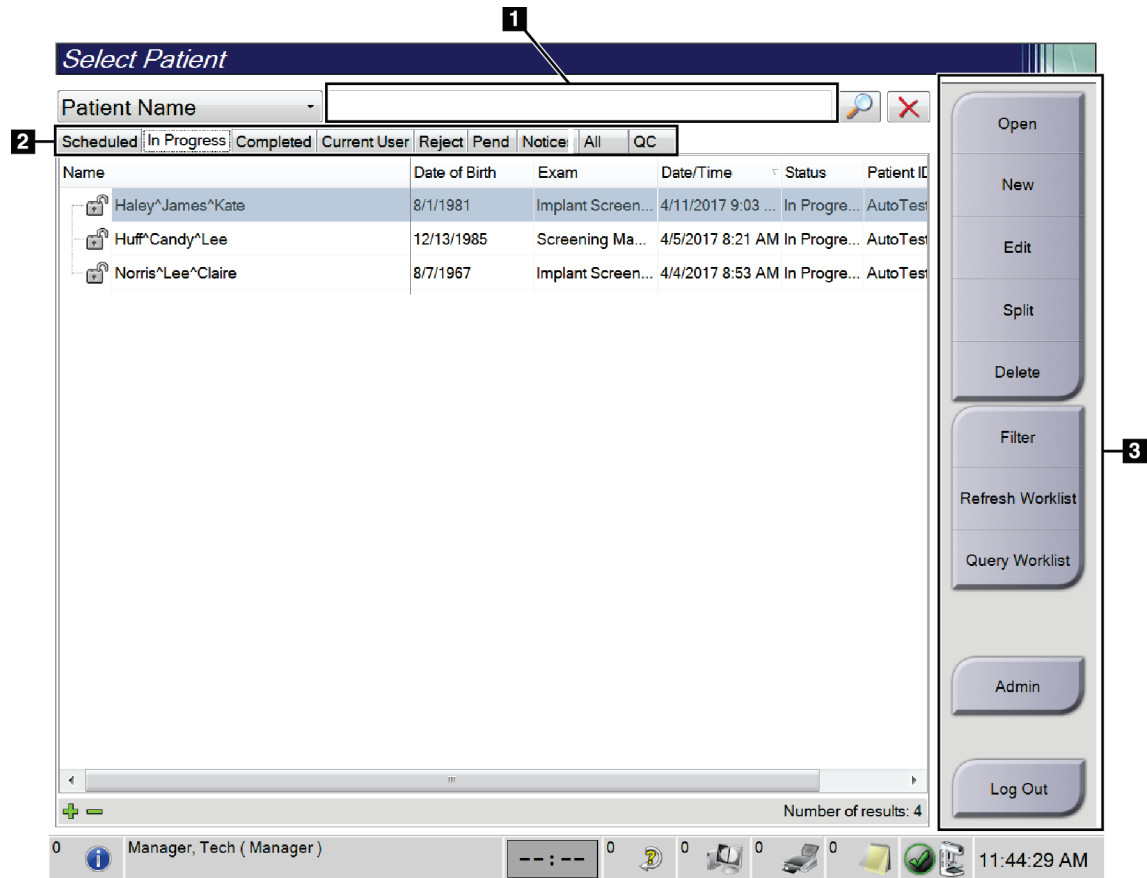 1
Select Patient
Patient Name
2
Scheduled In Progress Completed Current User Reject Pend Notice All QC
Name Date of Birth Exam Date/Time Status Patient ID
Haley^James^Kate 8/1/1981 Implant Screen... 4/11/2017 9:03 ... In Progre... AutoTest
Huff^Candy^Lee 12/13/1985 Screening Ma... 4/5/2017 8:21 AM In Progre... AutoTest
Norris^Lee^Claire 8/7/1967 Implant Screen... 4/4/2017 8:53 AM In Progre... AutoTest
Number of results: 4
Open
New
Edit
Split
Delete
Filter
3
Refresh Worklist
Query Worklist
Admin
Log Out
0 Manager, Tech ( Manager ) --:-- 0 0 0 0 11:44:29 AM